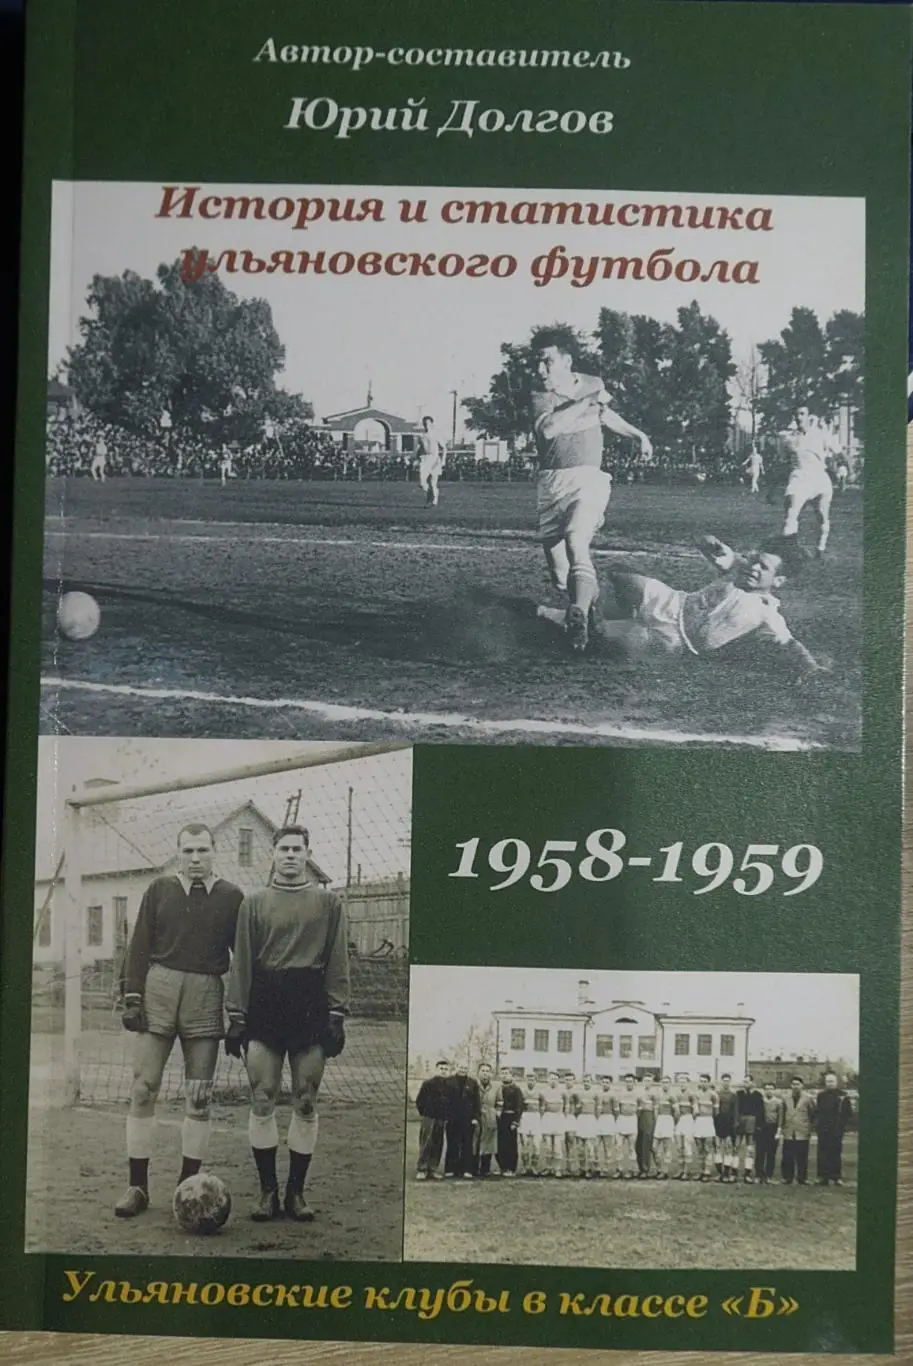 Автор-составитель
Юрий Долгов
История и статистика
ульяновского футбола
1958-1959
Ульяновские клубы в классе «Б»